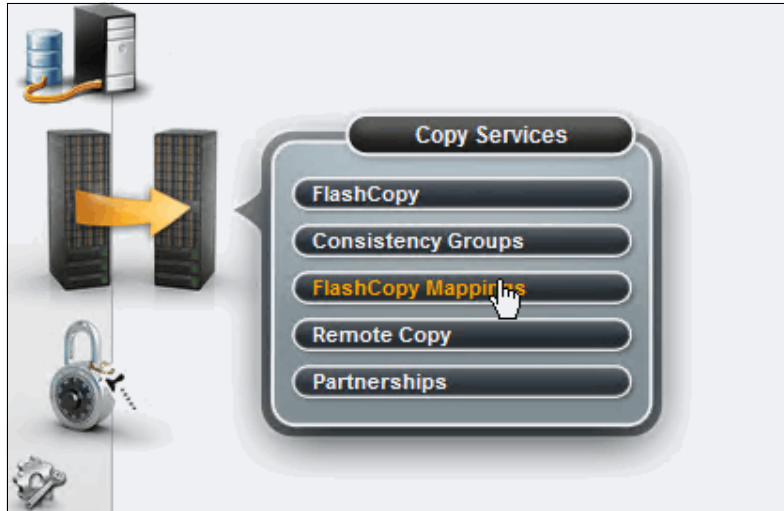 Copy Services
FlashCopy
Consistency Groups
FlashCopy Mappings
Remote Copy
Partnerships